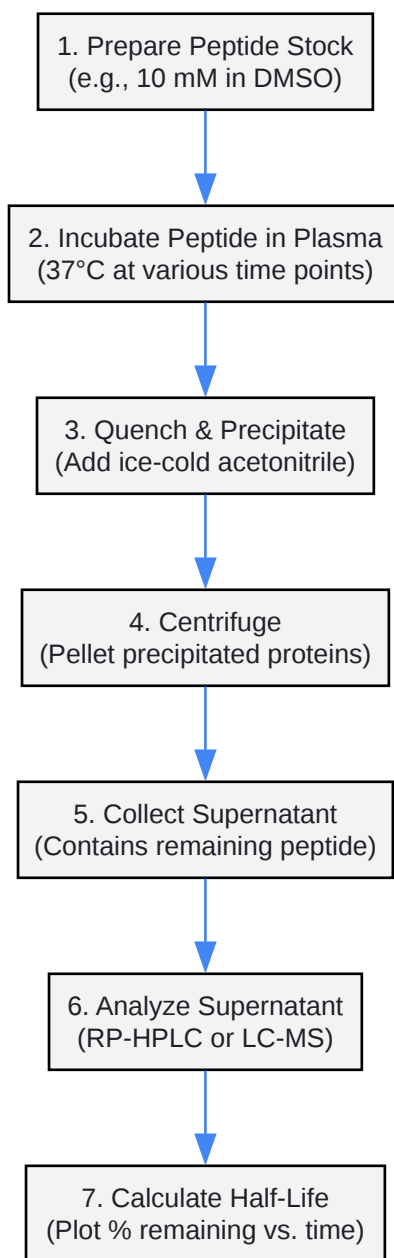 1. Prepare Peptide Stock
(e.g., 10 mM in DMSO)
2. Incubate Peptide in Plasma
(37°C at various time points)
3. Quench & Precipitate
(Add ice-cold acetonitrile)
4. Centrifuge
(Pellet precipitated proteins)
5. Collect Supernatant
(Contains remaining peptide)
6. Analyze Supernatant
(RP-HPLC or LC-MS)
7. Calculate Half-Life
(Plot % remaining vs. time)